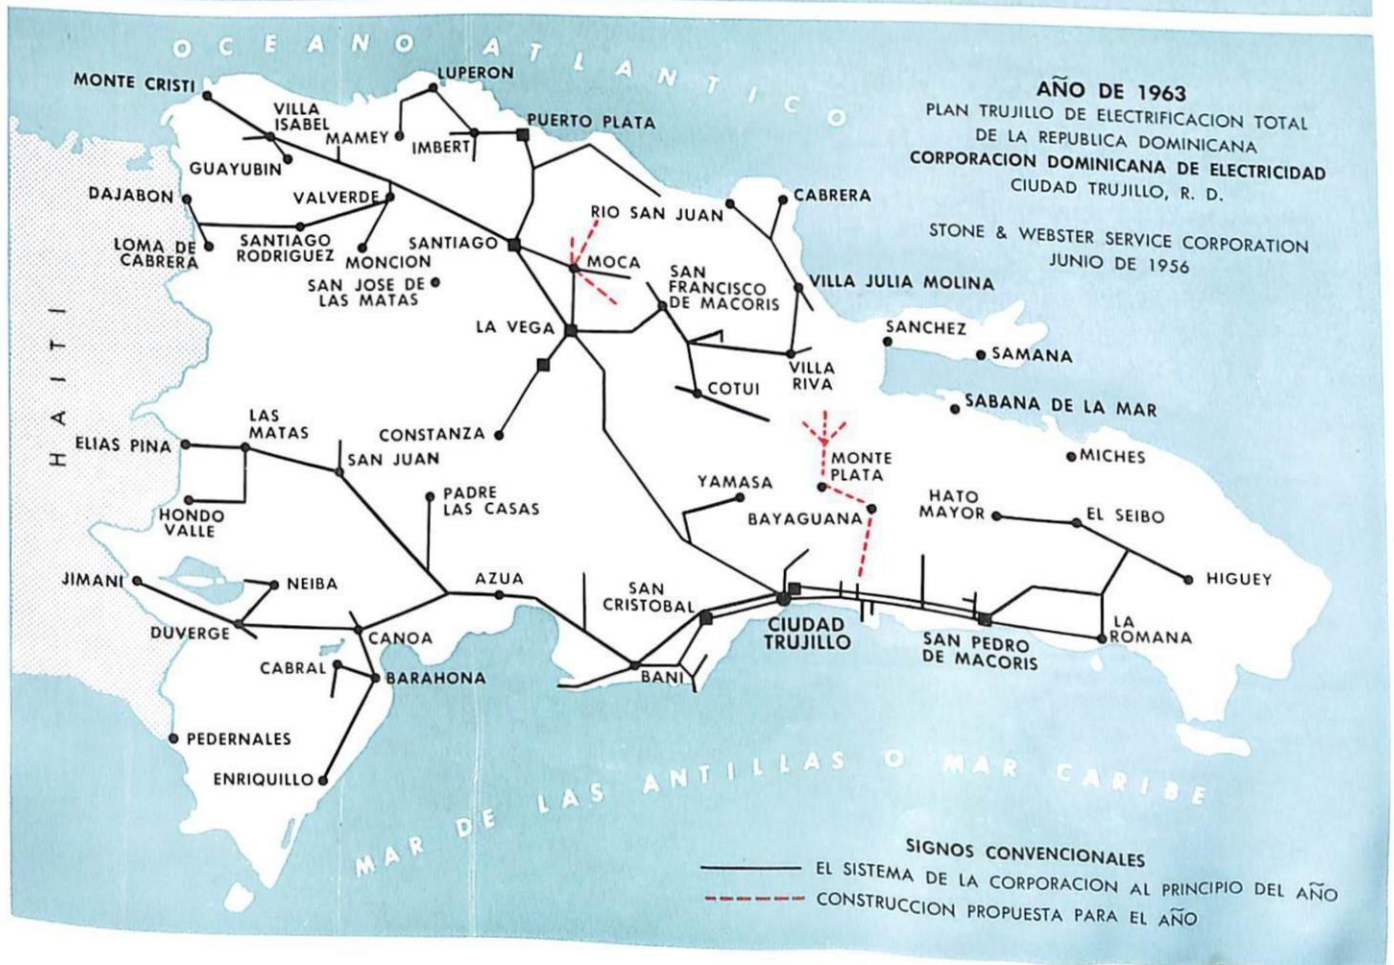 OCEANO ATLANTICO
AÑO DE 1963
PLAN TRUJILLO DE ELECTRIFICACION TOTAL
DE LA REPUBLICA DOMINICANA
CORPORACION DOMINICANA DE ELECTRICIDAD
CIUDAD TRUJILLO, R. D.
STONE & WEBSTER SERVICE CORPORATION
JUNIO DE 1956
MONTE CRISTI
LUPERON
VILLA
ISABEL
MAMEY
IMBERT
PUERTO PLATA
GUAYUBIN
DAJABON
VALVERDE
RIO SAN JUAN
CABRERA
LOMA DE
CABRERA
SANTIAGO
RODRIGUEZ
MONCION
SANTIAGO
MOCA
SAN JOSE DE
LAS MATAS
SAN
FRANCISCO
DE MACORIS
VILLA JULIA MOLINA
HAITI
LA VEGA
SANCHEZ
SAMANA
VILLA
RIVA
COTUI
SABANA DE LA MAR
LAS
MATAS
ELIAS PINA
CONSTANZA
SAN JUAN
MONTE
PLATA
MICHES
HONDO
VALLE
PADRE
LAS CASAS
YAMASA
BAYAGUANA
HATO
MAYOR
EL SEIBO
JIMANI
NEIBA
AZUA
SAN
CRISTOBAL
HIGUEY
DUVERGE
CANOA
CIUDAD
TRUJILLO
SAN PEDRO
DE MACORIS
LA
ROMANA
CABRAL
BARAHONA
BANI
PEDERNALES
ENRIQUILLO
MAR DE LAS ANTILLAS O MAR CARIBE
SIGNOS CONVENCIONALES
EL SISTEMA DE LA CORPORACION AL PRINCIPIO DEL AÑO
CONSTRUCCION PROPUESTA PARA EL AÑO